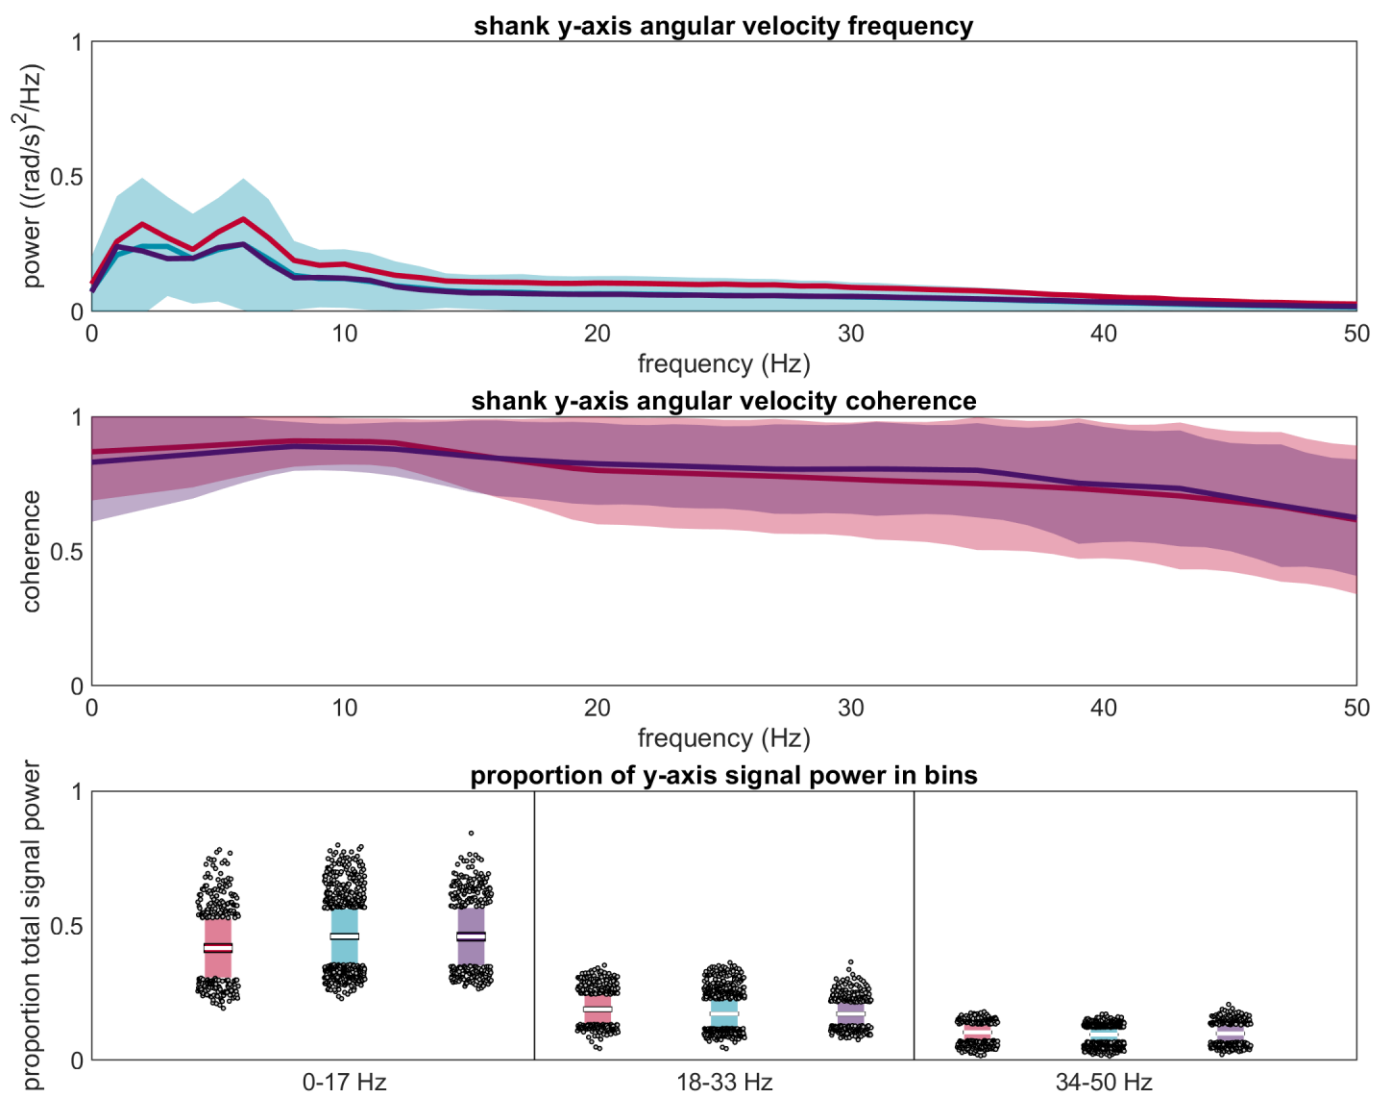 shank y-axis angular velocity frequency
power ((rad/s)²/Hz)
1
0.5
0
0 10 20 30 40 50
frequency (Hz)
shank y-axis angular velocity coherence
coherence
1
0.5
0
0 10 20 30 40 50
frequency (Hz)
proportion of y-axis signal power in bins
proportion total signal power
1
0.5
0
0-17 Hz 18-33 Hz 34-50 Hz